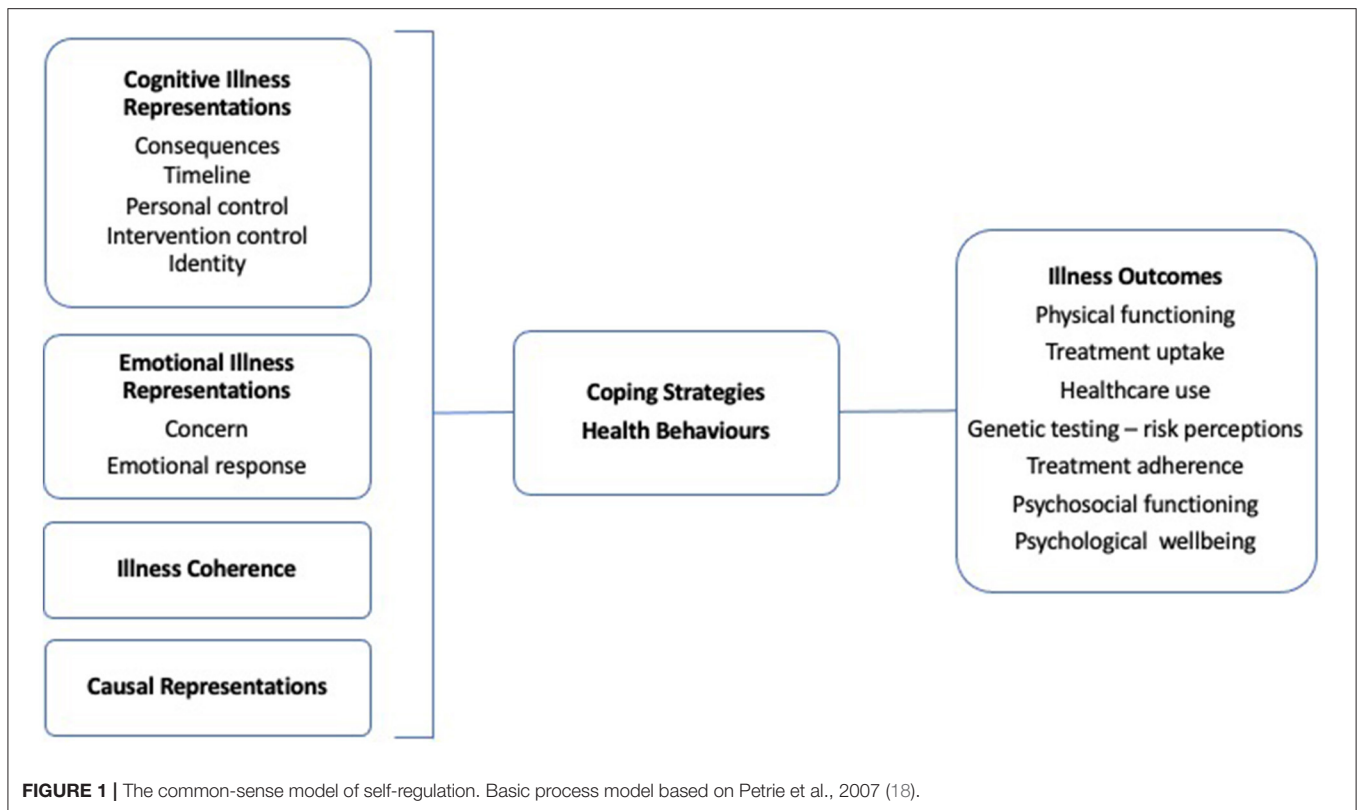 Cognitive Illness
Representations
Consequences
Timeline
Personal control
Intervention control
Identity
Emotional Illness
Representations
Concern
Emotional response
Illness Coherence
Causal Representations
Coping Strategies
Health Behaviours
Illness Outcomes
Physical functioning
Treatment uptake
Healthcare use
Genetic testing – risk perceptions
Treatment adherence
Psychosocial functioning
Psychological wellbeing
FIGURE 1 | The common-sense model of self-regulation. Basic process model based on Petrie et al., 2007 (18).